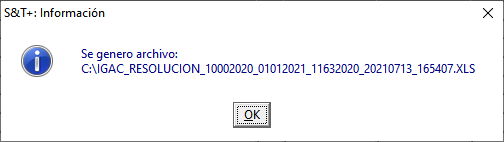 S&T+: Información
Se genero archivo:
C:\IGAC_RESOLUCION_10002020_01012021_11632020_20210713_165407.XLS
OK